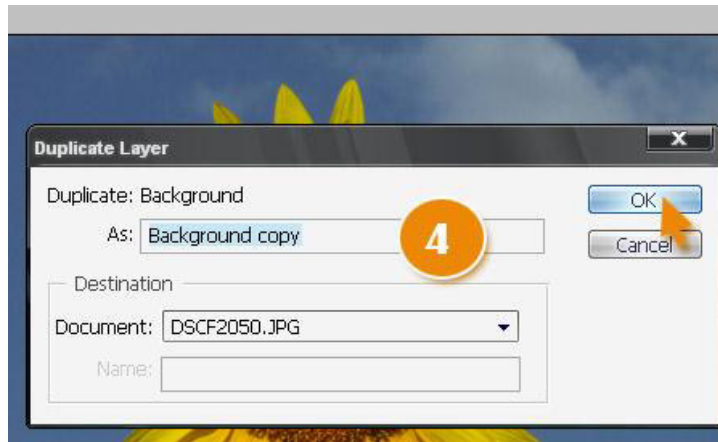 Duplicate Layer
X
Duplicate: Background
OK
As: Background copy
4
Cancel
Destination
Document: DSCF2050.JPG
Name: